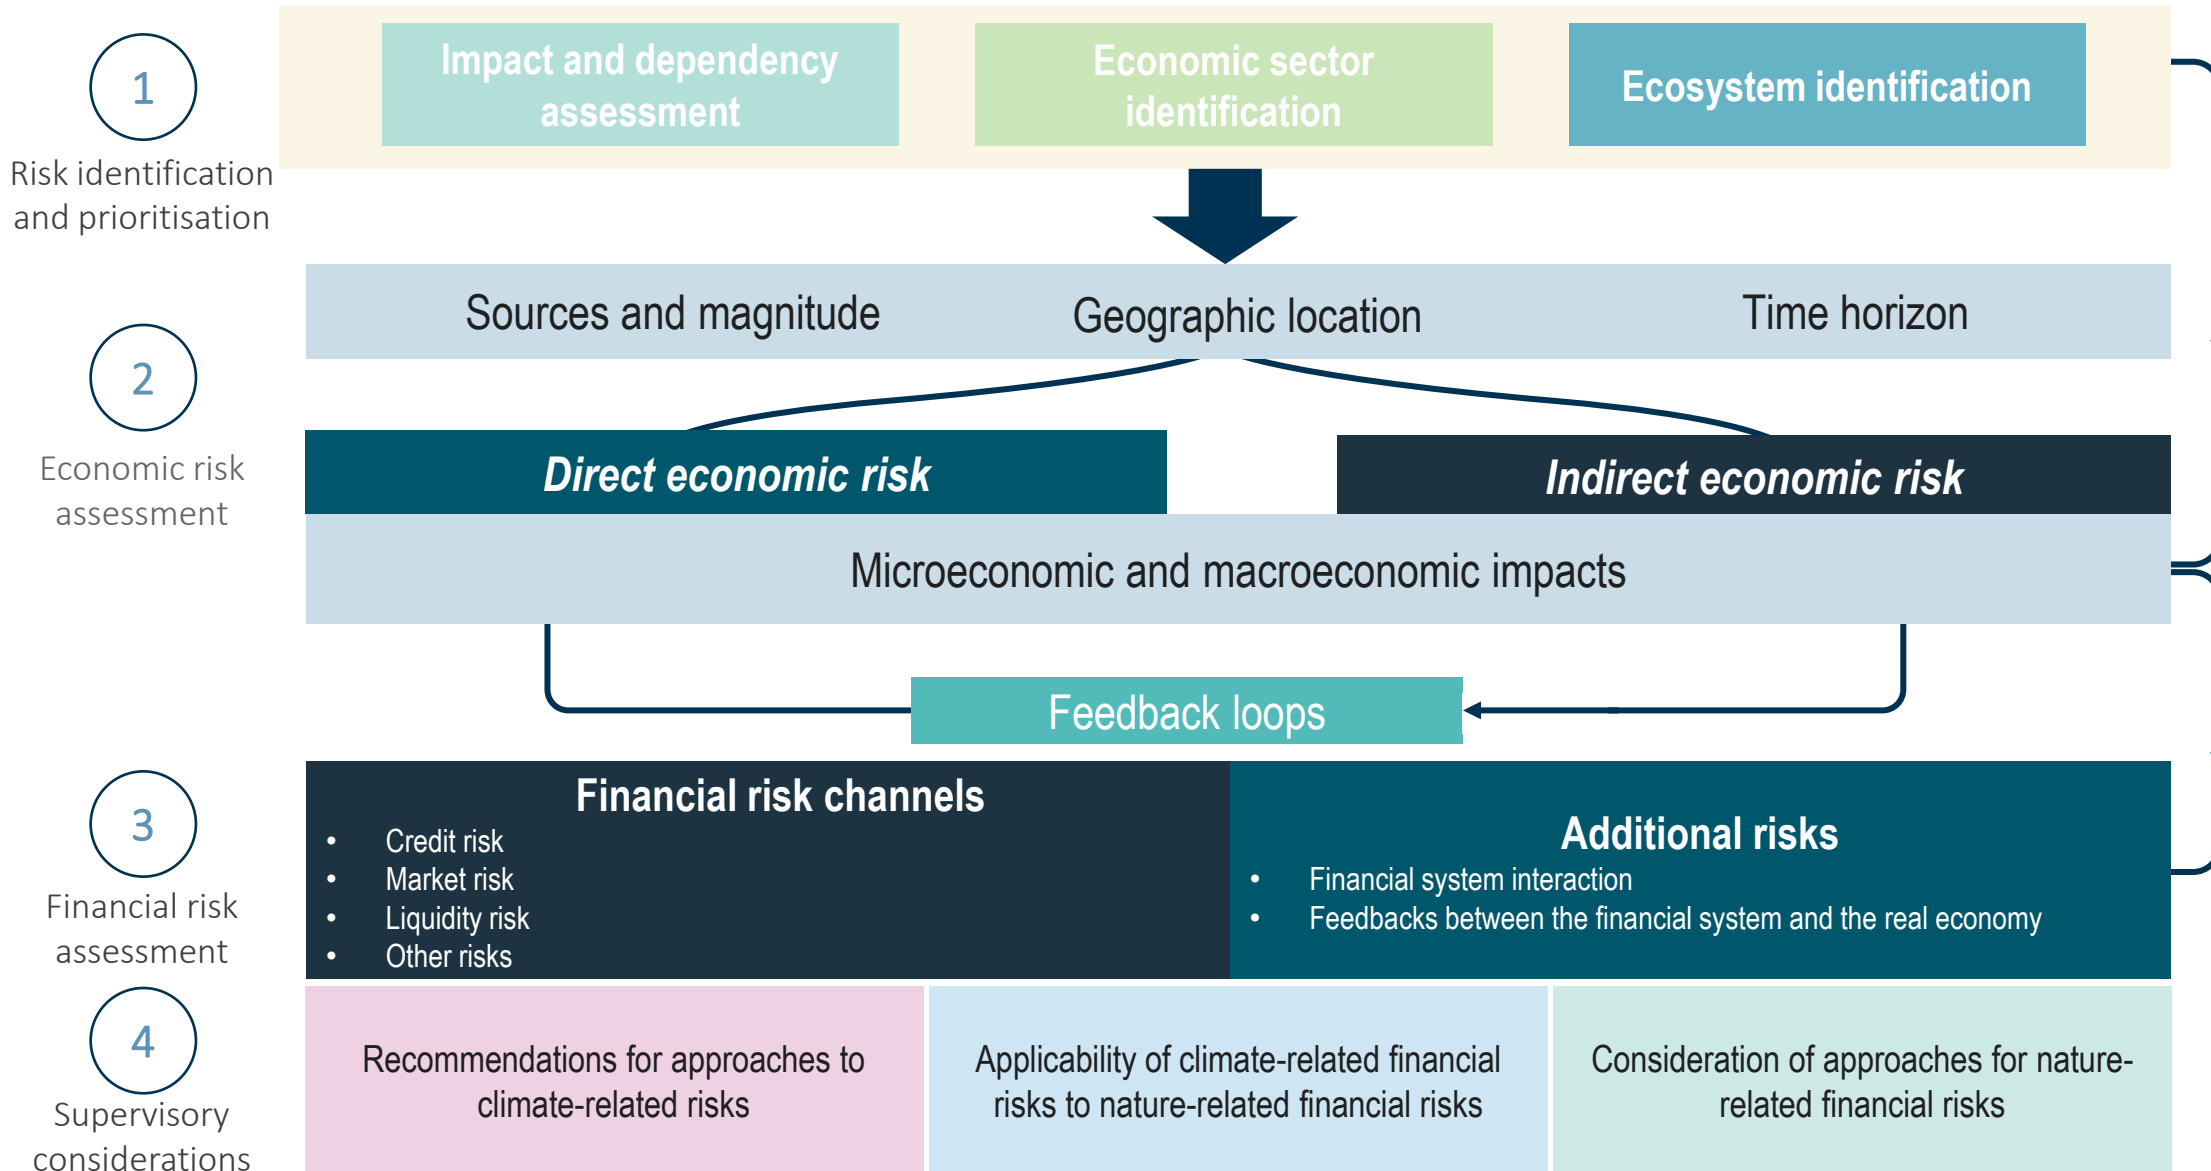 1
Risk identification
and prioritisation
Impact and dependency
assessment
Economic sector
identification
Ecosystem identification
2
Economic risk
assessment
Sources and magnitude
Geographic location
Time horizon
Direct economic risk
Indirect economic risk
Microeconomic and macroeconomic impacts
Feedback loops
3
Financial risk
assessment
Financial risk channels
• Credit risk
• Market risk
• Liquidity risk
• Other risks
Additional risks
• Financial system interaction
• Feedbacks between the financial system and the real economy
4
Supervisory
considerations
Recommendations for approaches to
climate-related risks
Applicability of climate-related financial
risks to nature-related financial risks
Consideration of approaches for nature-
related financial risks